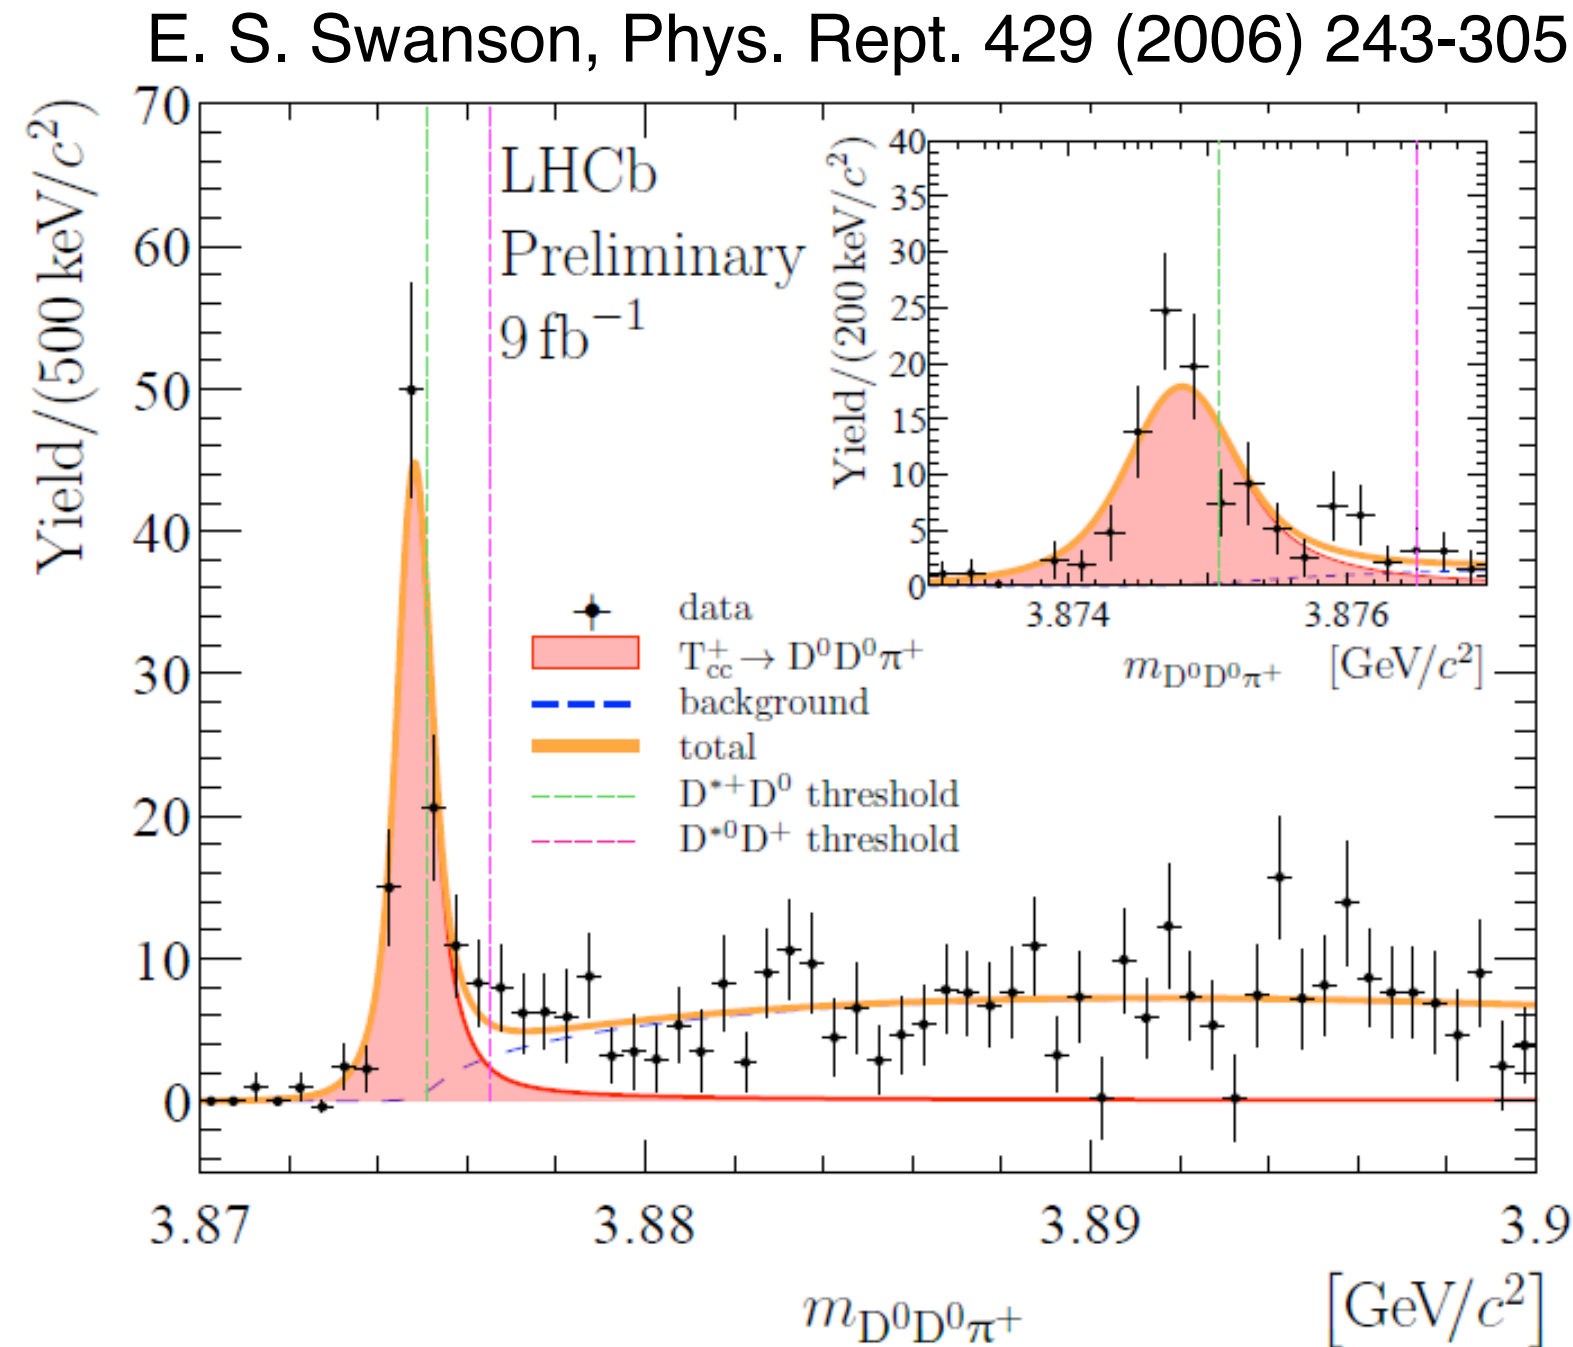 E. S. Swanson, Phys. Rept. 429 (2006) 243-305
Yield/(500 keV/c²)
70
60
50
40
30
20
10
0
LHCb
Preliminary
9 fb⁻¹
Yield/(200 keV/c²)
40
35
30
25
20
15
10
5
0
3.874 3.876
m_D⁰D⁰π⁺ [GeV/c²]
data
T_cc⁺ → D⁰D⁰π⁺
background
total
D*⁺D⁰ threshold
D*⁰D⁺ threshold
3.87 3.88 3.89 3.9
m_D⁰D⁰π⁺ [GeV/c²]